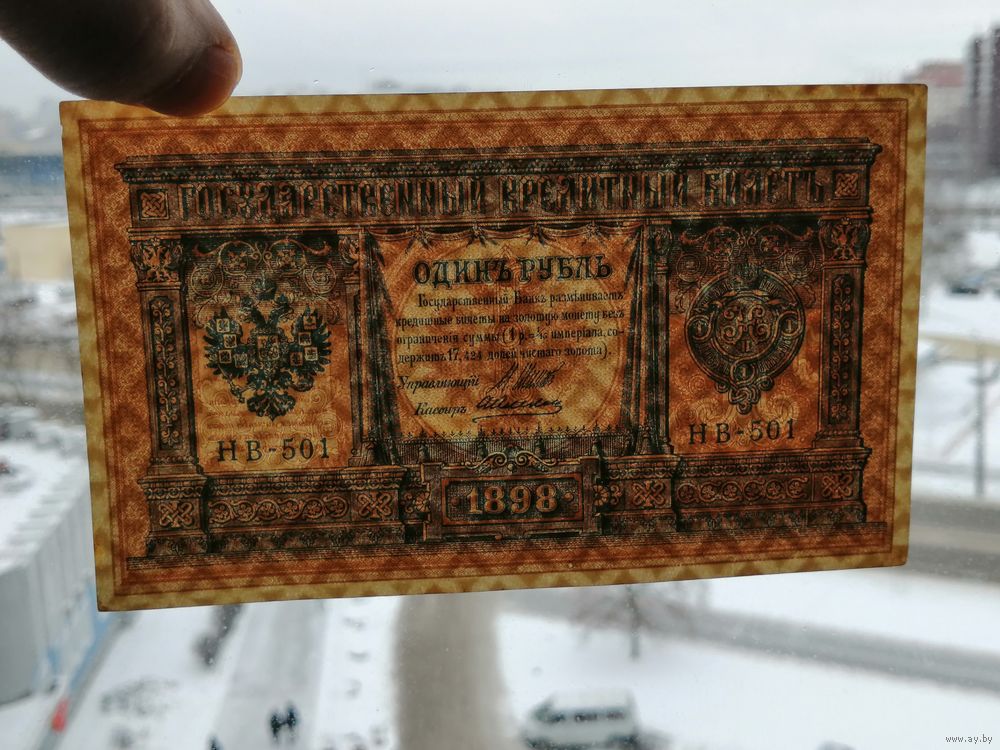 ГОСУДАРСТВЕННЫЙ КРЕДИТНЫЙ БИЛЕТЪ
ОДИНЪ РУБЛЬ
Государственный Банкъ размѣниваетъ
кредитные билеты на золотую монету безъ
ограниченія суммы (1 р.= 1/15 имперіала, со-
держитъ 17,424 долей чистаго золота).
Управляющій
Кассиръ
НВ-501
НВ-501
1898
www.ay.by